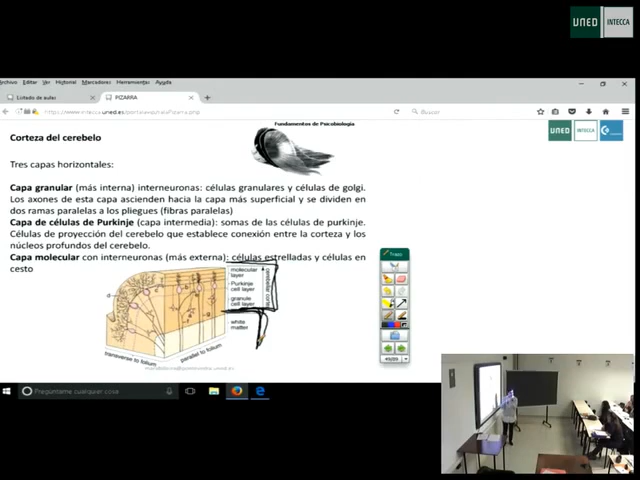 UNED INTECCA
Archivo Editar Ver Historial Marcadores Herramientas Ayuda
Listado de aulas
PIZARRA
Buscar
Fundamentos de Psicobiología
UNED INTECCA
Corteza del cerebelo
Tres capas horizontales:
Capa granular (más interna) interneuronas: células granulares y células de golgi.
Los axones de esta capa ascienden hacia la capa más superficial y se dividen en
dos ramas paralelas a los pliegues (fibras paralelas)
Capa de células de Purkinje (capa intermedia): somas de las células de purkinje.
Células de proyección del cerebelo que establece conexión entre la corteza y los
núcleos profundos del cerebelo.
Capa molecular con interneuronas (más externa): células estrelladas y células en
cesto
molecular
layer
Purkinje
cell layer
granule
cell layer
white
matter
cerebellar cortex
d
transverse to folium
parallel to folium
Trazo
49/89
Pregúntame cualquier cosa